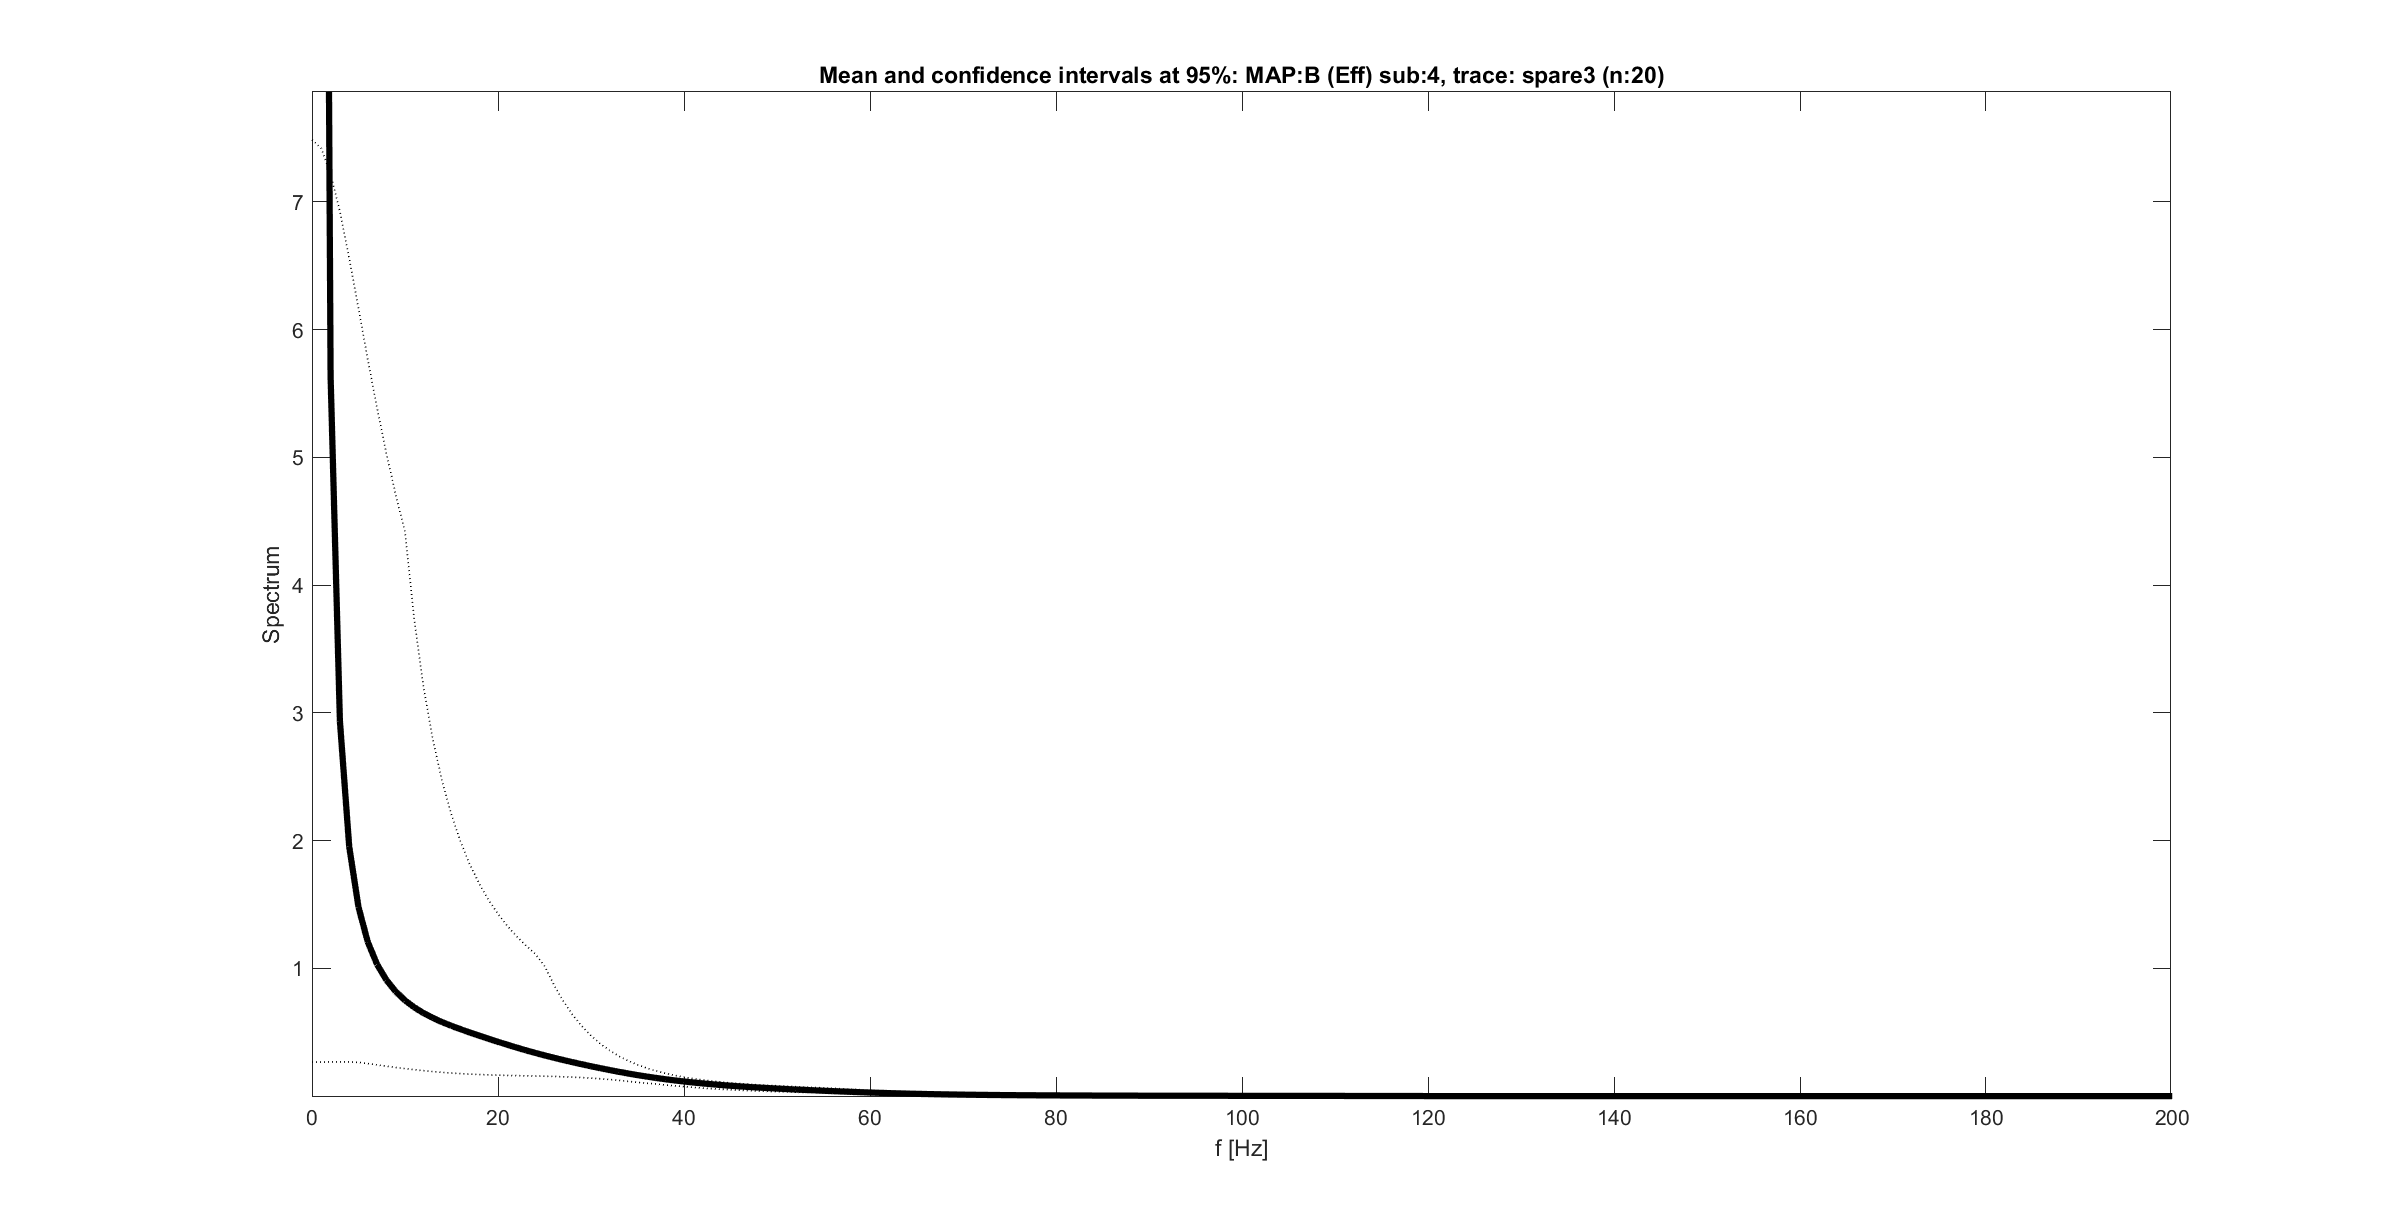 Mean and confidence intervals at 95%: MAP:B (Eff) sub:4, trace: spare3 (n:20)
7
6
5
4
3
2
1
Spectrum
0 20 40 60 80 100 120 140 160 180 200
f [Hz]